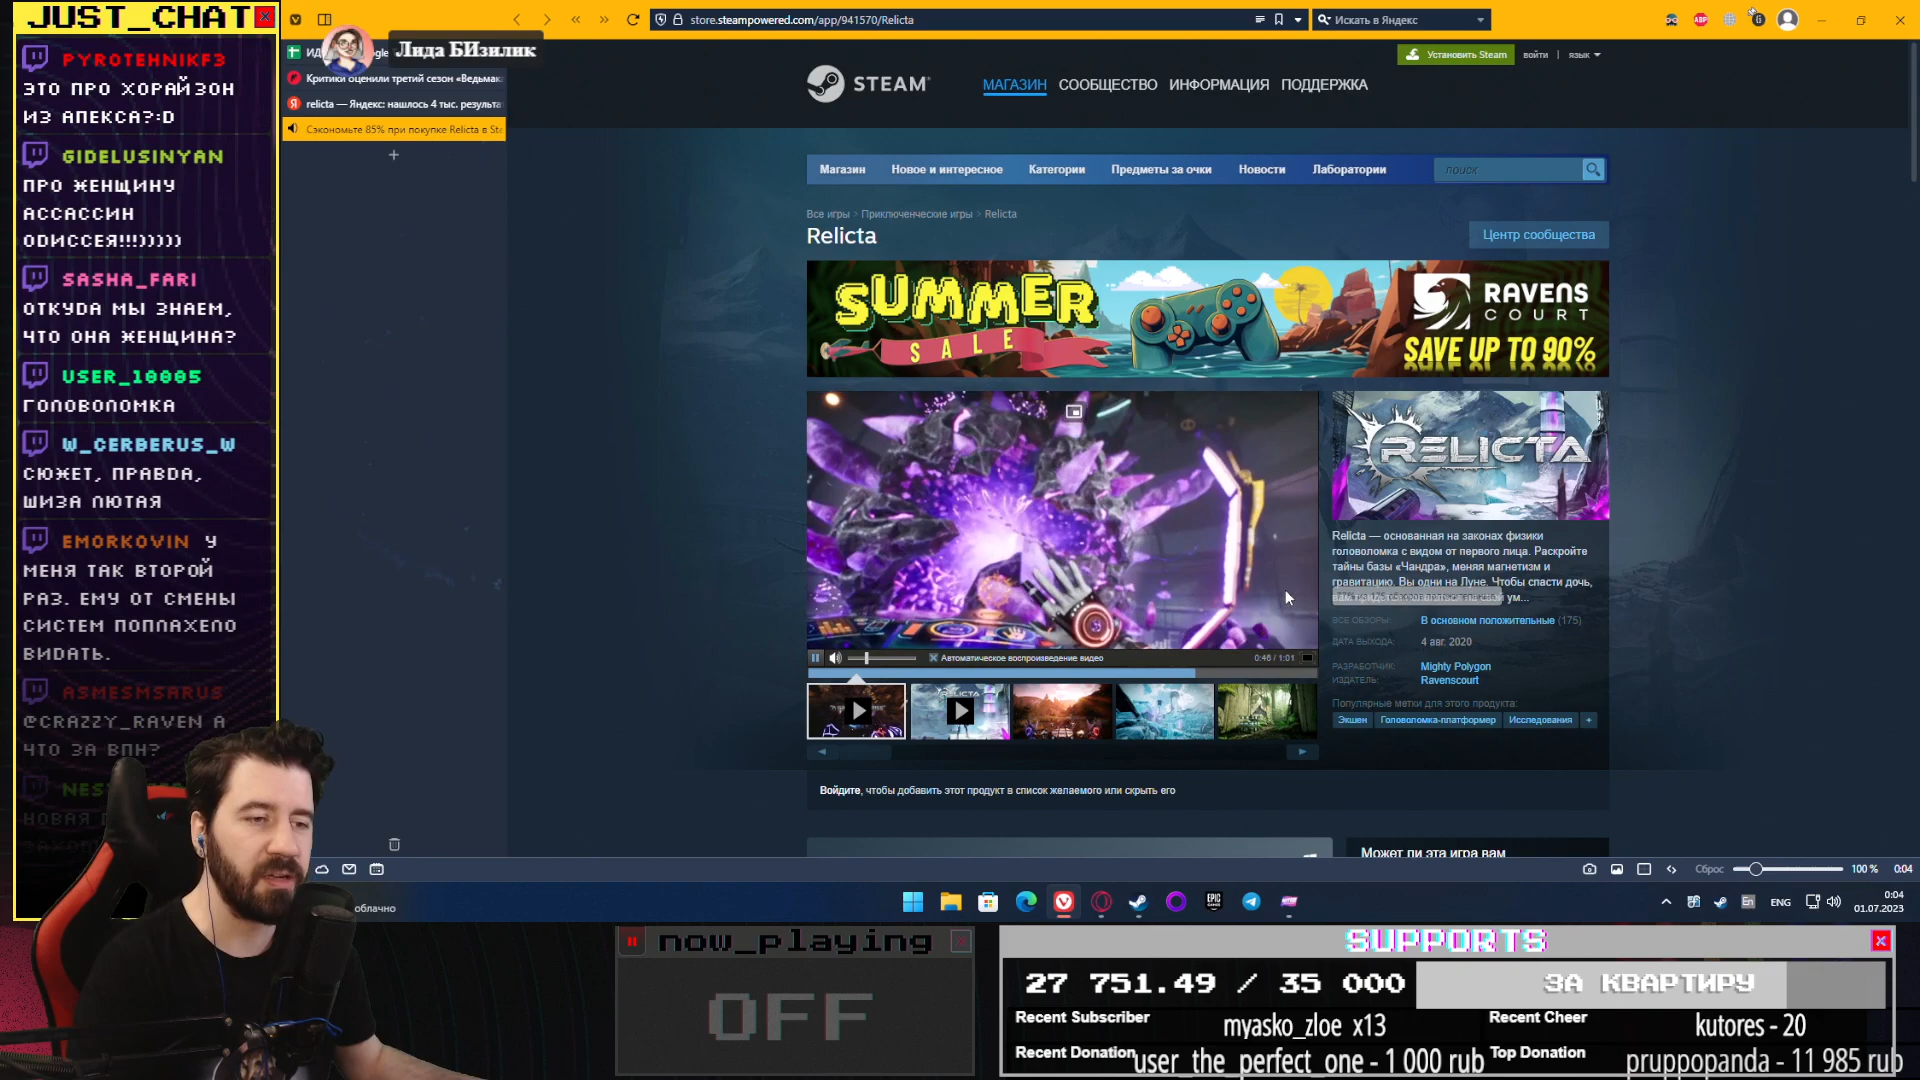 JUST_CHAT
PYROTEHNIKF3
ЭТО ПРО ХОРАЙЗОН
ИЗ АПЕКСА?:D
GIDELUSINYAN
ПРО ЖЕНЩИНУ
АССАССИН
ОДИССЕЯ!!!)))))
SASHA_FARI
ОТКУДА МЫ ЗНАЕМ,
ЧТО ОНА ЖЕНЩИНА?
USER_10005
ГОЛОВОЛОМКА
W_CERBERUS_W
СЮЖЕТ, ПРАВДА,
ШИЗА ЛЮТАЯ
EMORKOVIN У
МЕНЯ ТАК ВТОРОЙ
РАЗ. ЕМУ ОТ СМЕНЫ
СИСТЕМ ПОПЛАХЕЛО
ВИДАТЬ.
ASMESMSARUS
@CRAZZY_RAVEN А
ЧТО ЗА ВПН?
НОВАЯ
Лида БИзилик
Критики оценили третий сезон «Ведьмак
relicta — Яндекс: нашлось 4 тыс. результа
Сэкономьте 85% при покупке Relicta в Ste
+
store.steampowered.com/app/941570/Relicta
Искать в Яндекс
Установить Steam
войти | язык
STEAM
МАГАЗИН СООБЩЕСТВО ИНФОРМАЦИЯ ПОДДЕРЖКА
Магазин Новое и интересное Категории Предметы за очки Новости Лаборатории
поиск
Все игры > Приключенческие игры > Relicta
Relicta
Центр сообщества
SUMMER
SALE
RAVENS
COURT
SAVE UP TO 90%
RELICTA
Relicta — основанная на законах физики
головоломка с видом от первого лица. Раскройте
тайны базы «Чандра», меняя магнетизм и
гравитацию. Вы одни на Луне. Чтобы спасти дочь,
ум...
ВСЕ ОБЗОРЫ: В основном положительные (175)
ДАТА ВЫХОДА: 4 авг. 2020
РАЗРАБОТЧИК: Mighty Polygon
ИЗДАТЕЛЬ: Ravenscourt
Популярные метки для этого продукта:
Экшен Головоломка-платформер Исследования +
Автоматическое воспроизведение видео
0:46 / 1:01
Войдите, чтобы добавить этот продукт в список желаемого или скрыть его
Может ли эта игра вам
Сброс 100 % 0:04
облачно
EPIC
ENG
0:04
01.07.2023
now_playing
OFF
SUPPORTS
27 751.49 / 35 000
ЗА КВАРТИРУ
Recent Subscriber myasko_zloe x13
Recent Cheer kutores - 20
Recent Donation user_the_perfect_one - 1 000 rub
Top Donation pruppopanda - 11 985 rub